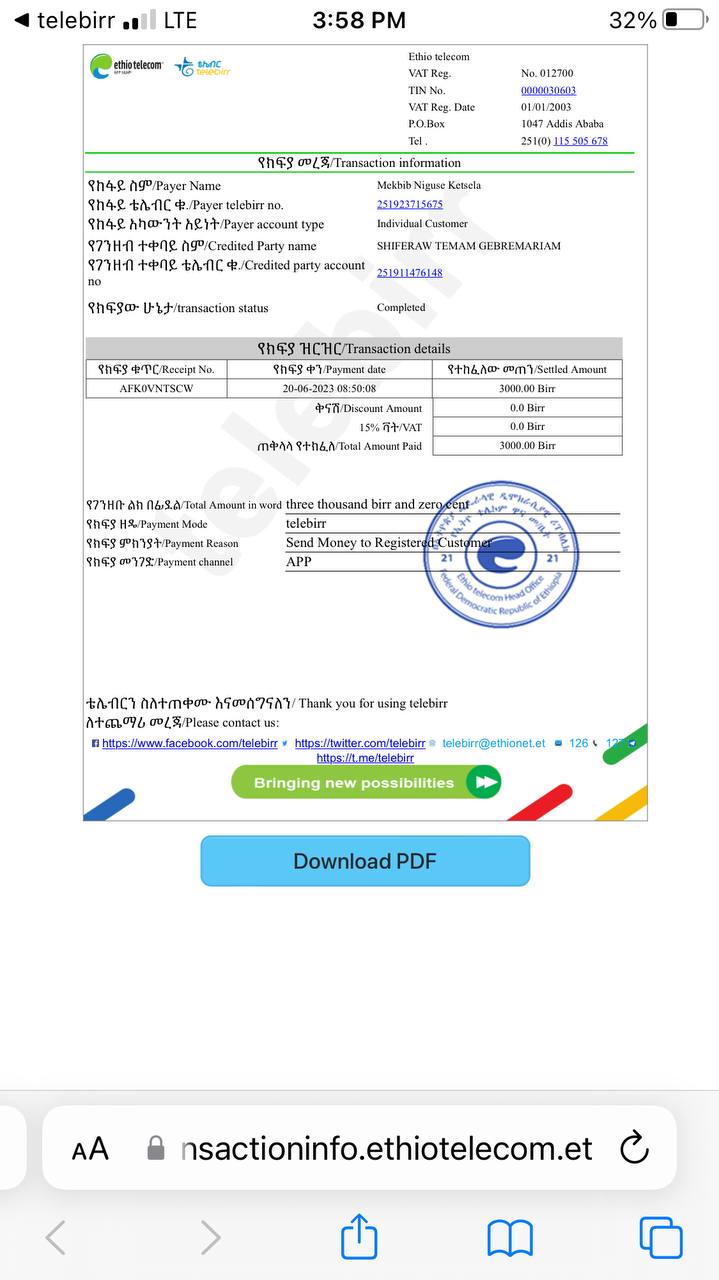 telebirr LTE 3:58 PM 32%
ethio telecom
ቴሌብር
telebirr
Ethio telecom
VAT Reg. No. 012700
TIN No. 0000030603
VAT Reg. Date 01/01/2003
P.O.Box 1047 Addis Ababa
Tel . 251(0) 115 505 678
የክፍያ መረጃ/Transaction information
የከፋይ ስም/Payer Name Mekbib Niguse Ketsela
የከፋይ ቴሌብር ቁ./Payer telebirr no. 251923715675
የከፋይ አካውንት አይነት/Payer account type Individual Customer
የገንዘብ ተቀባይ ስም/Credited Party name SHIFERAW TEMAM GEBREMARIAM
የገንዘብ ተቀባይ ቴሌብር ቁ./Credited party account no 251911476148
የክፍያው ሁኔታ/transaction status Completed
telebirr
የክፍያ ዝርዝር/Transaction details
የክፍያ ቁጥር/Receipt No. የክፍያ ቀን/Payment date የተከፈለው መጠን/Settled Amount
AFK0VNTSCW 20-06-2023 08:50:08 3000.00 Birr
ቅናሽ/Discount Amount 0.0 Birr
15% ቫት/VAT 0.0 Birr
ጠቅላላ የተከፈለ/Total Amount Paid 3000.00 Birr
የገንዘቡ ልክ በፊደል/Total Amount in word three thousand birr and zero cent
የክፍያ ዘዴ/Payment Mode telebirr
የክፍያ ምክንያት/Payment Reason Send Money to Registered Customer
የክፍያ መንገድ/Payment channel APP
21 21
Ethio telecom Head Office
Federal Democratic Republic of Ethiopia
ቴሌብርን ስለተጠቀሙ እናመሰግናለን/ Thank you for using telebirr
ለተጨማሪ መረጃ/Please contact us:
https://www.facebook.com/telebirr https://twitter.com/telebirr telebirr@ethionet.et 126 127
https://t.me/telebirr
Bringing new possibilities
Download PDF
AA nsactioninfo.ethiotelecom.et